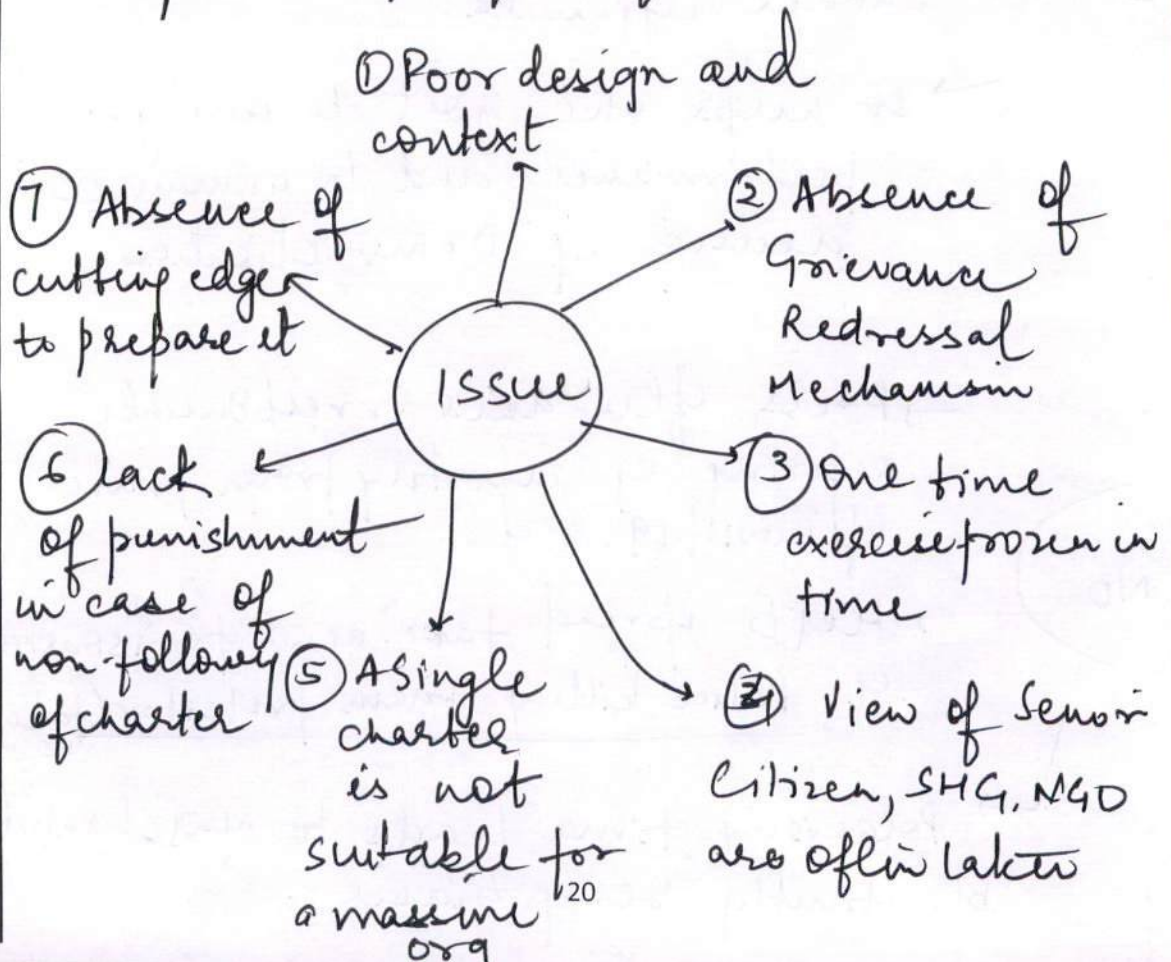 ① Poor design and
context
② Absence of
Grievance
Redressal
Mechanism
③ One time
exercise frozen in
time
④ View of Senior
Citizen, SHG, NGO
are often
⑤ A Single
charter
is not
suitable for
a massive
org
⑥ lack
of punishment
in case of
non-following
of charter
⑦ Absence of
cutting edge
to prepare it
ISSUE
20